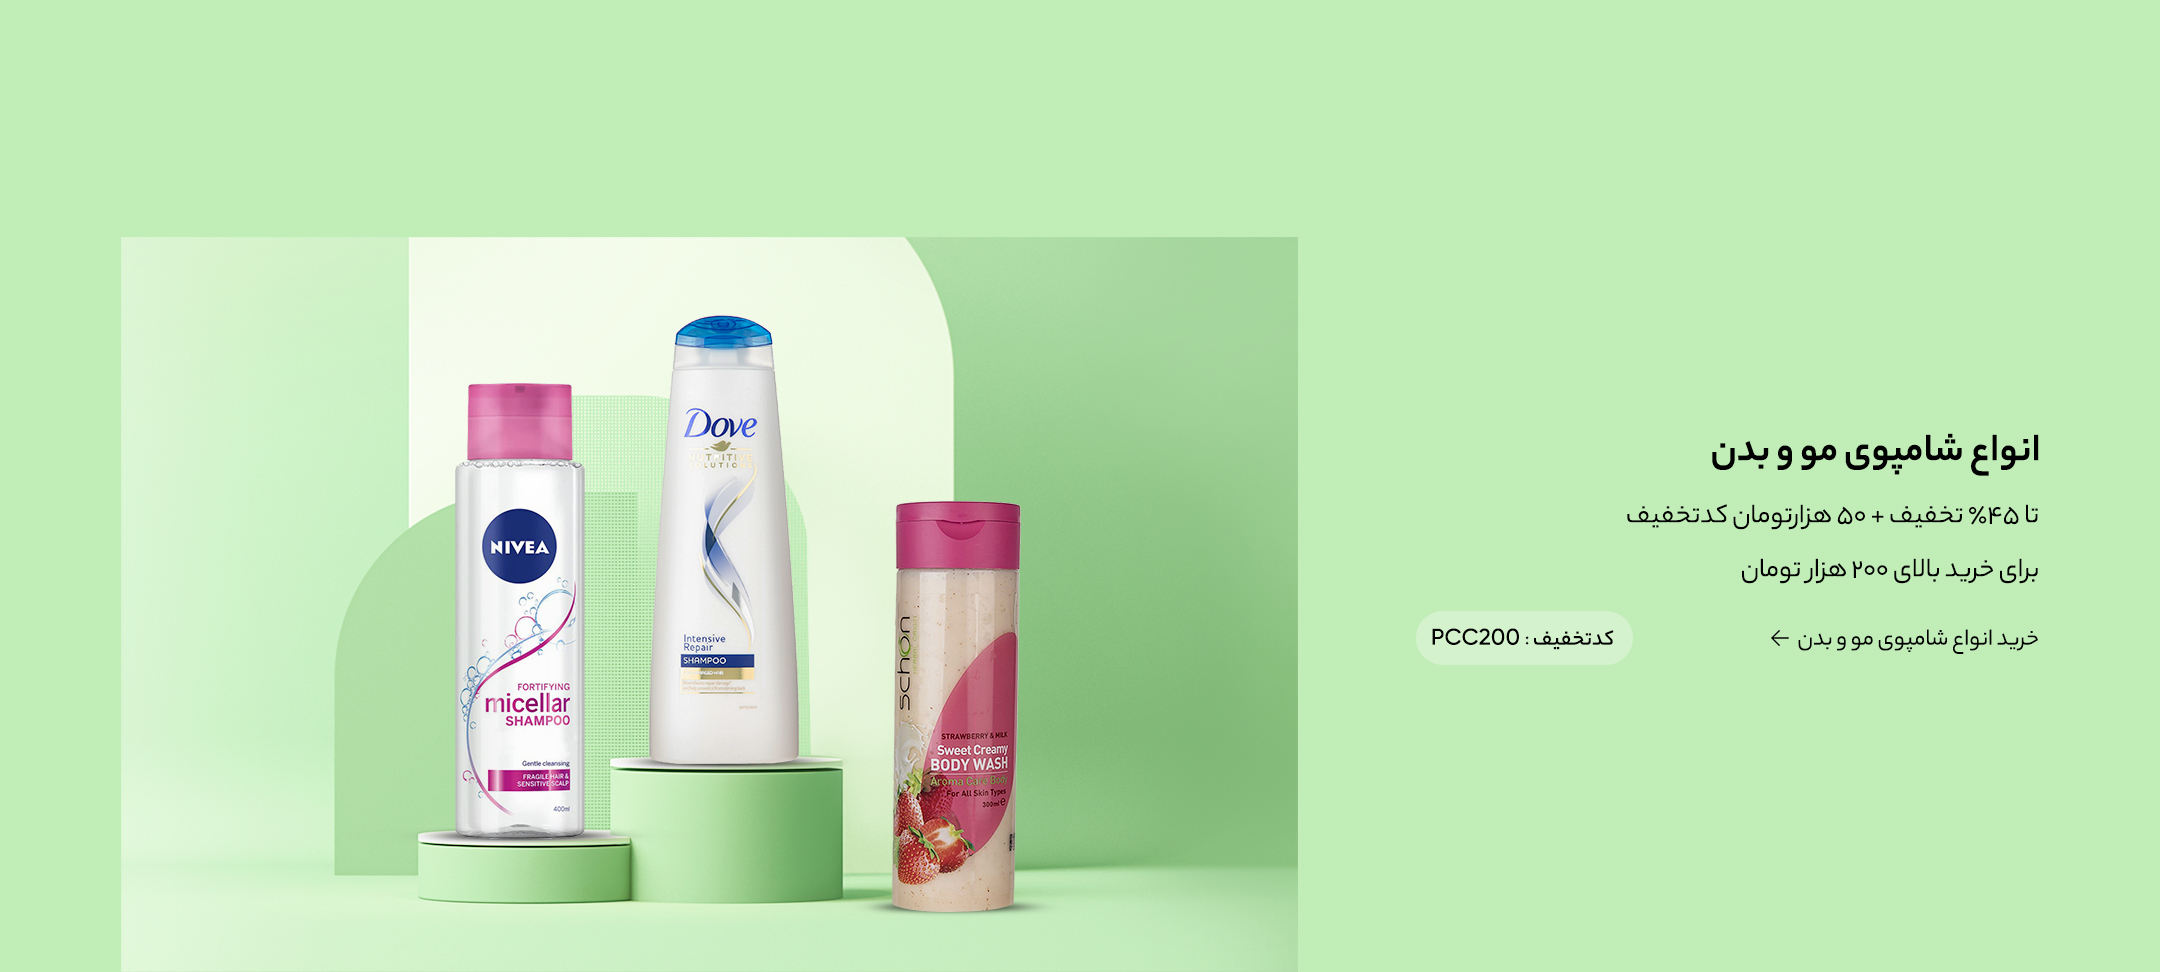 انواع شامپوی مو و بدن
تا ۴۵% تخفیف + ۵۰ هزارتومان کدتخفیف
برای خرید بالای ۲۰۰ هزار تومان
خرید انواع شامپوی مو و بدن ←
کدتخفیف : PCC200
NIVEA
FORTIFYING
micellar
SHAMPOO
Gentle cleansing
FRAGILE HAIR &
SENSITIVE SCALP
400ml
Dove
NUTRITIVE
SOLUTIONS
Intensive
Repair
SHAMPOO
schon
STRAWBERRY & MILK
Sweet Creamy
BODY WASH
Aroma Care Body
For All Skin Types
300ml e